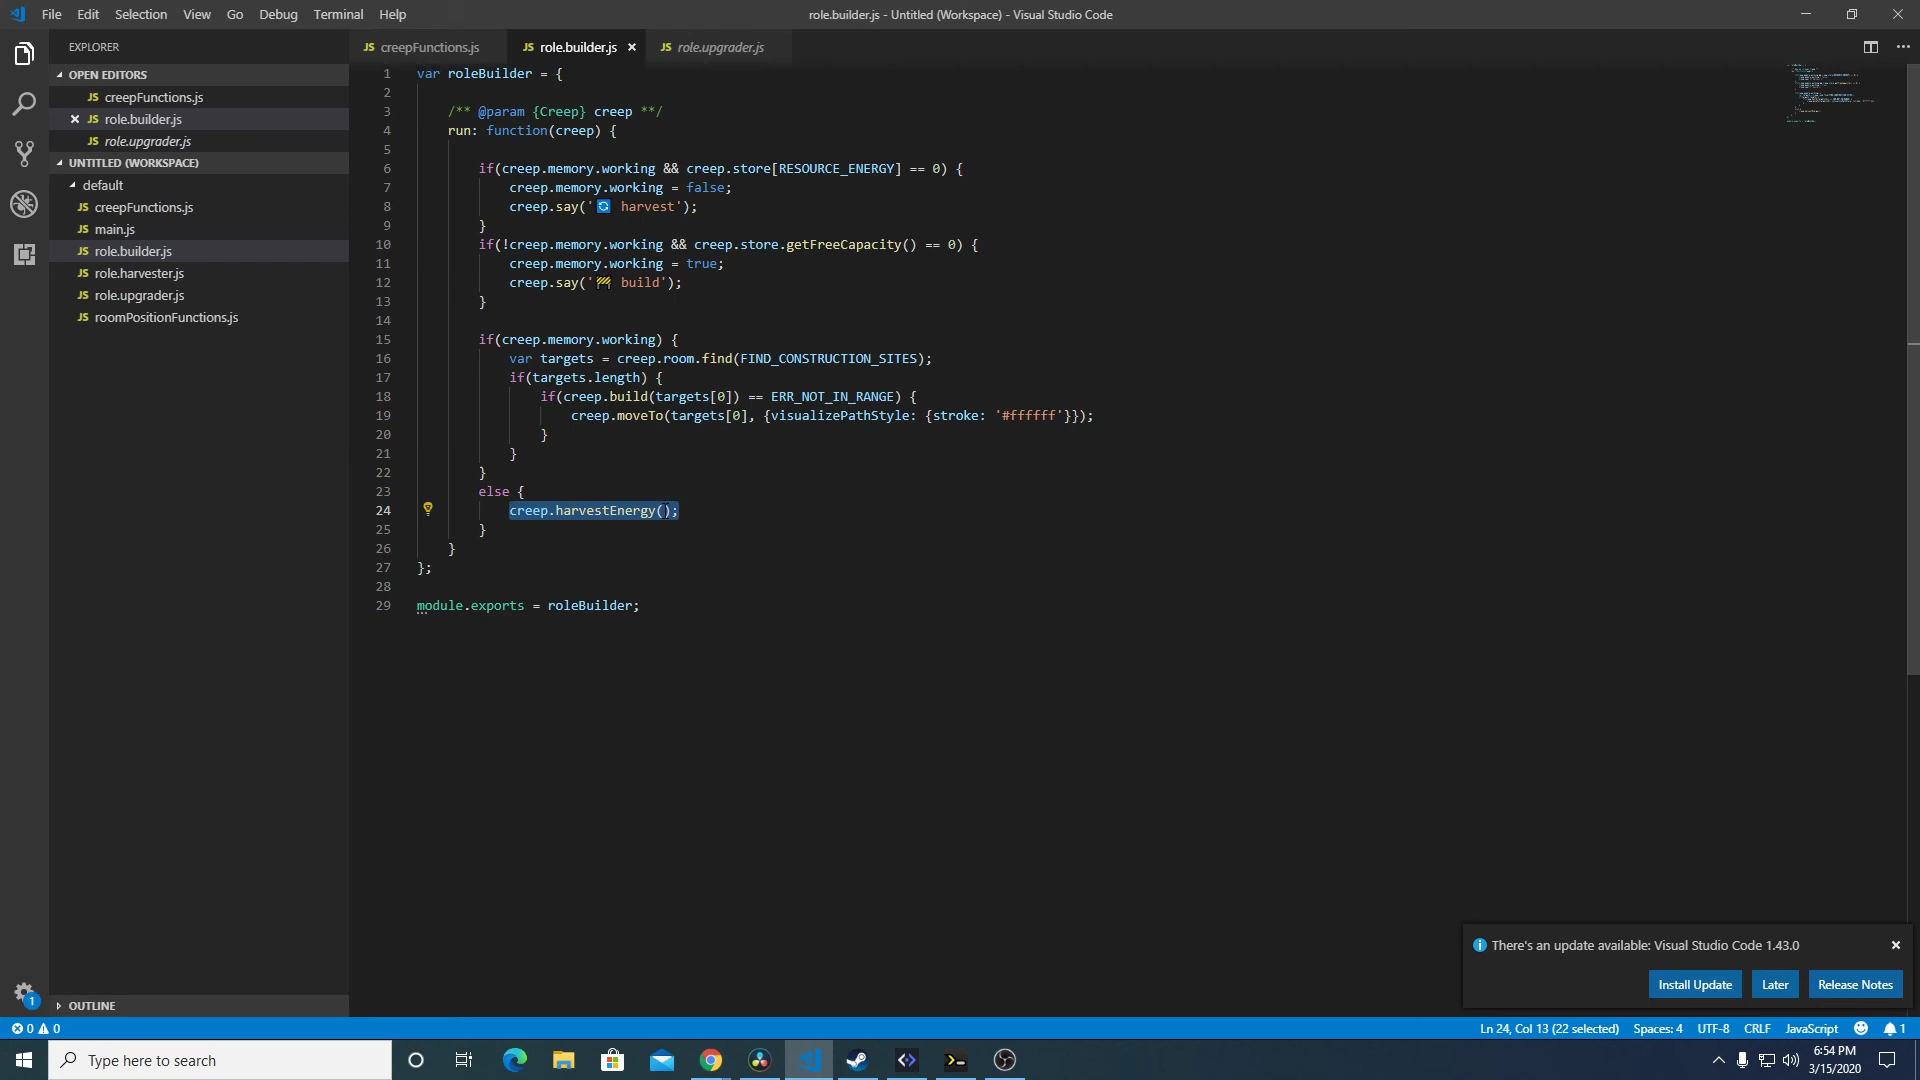 File Edit Selection View Go Debug Terminal Help
role.builder.js - Untitled (Workspace) - Visual Studio Code
EXPLORER
OPEN EDITORS
JS creepFunctions.js
JS role.builder.js
JS role.upgrader.js
UNTITLED (WORKSPACE)
default
JS creepFunctions.js
JS main.js
JS role.builder.js
JS role.harvester.js
JS role.upgrader.js
JS roomPositionFunctions.js
OUTLINE
JS creepFunctions.js JS role.builder.js JS role.upgrader.js
1 var roleBuilder = {
2
3 /** @param {Creep} creep **/
4 run: function(creep) {
5
6 if(creep.memory.working && creep.store[RESOURCE_ENERGY] == 0) {
7 creep.memory.working = false;
8 creep.say('🔄 harvest');
9 }
10 if(!creep.memory.working && creep.store.getFreeCapacity() == 0) {
11 creep.memory.working = true;
12 creep.say('🚧 build');
13 }
14
15 if(creep.memory.working) {
16 var targets = creep.room.find(FIND_CONSTRUCTION_SITES);
17 if(targets.length) {
18 if(creep.build(targets[0]) == ERR_NOT_IN_RANGE) {
19 creep.moveTo(targets[0], {visualizePathStyle: {stroke: '#ffffff'}});
20 }
21 }
22 }
23 else {
24 creep.harvestEnergy();
25 }
26 }
27 };
28
29 module.exports = roleBuilder;
There's an update available: Visual Studio Code 1.43.0
Install Update Later Release Notes
1
0 0
Ln 24, Col 13 (22 selected) Spaces: 4 UTF-8 CRLF JavaScript 1
Type here to search
6:54 PM
3/15/2020